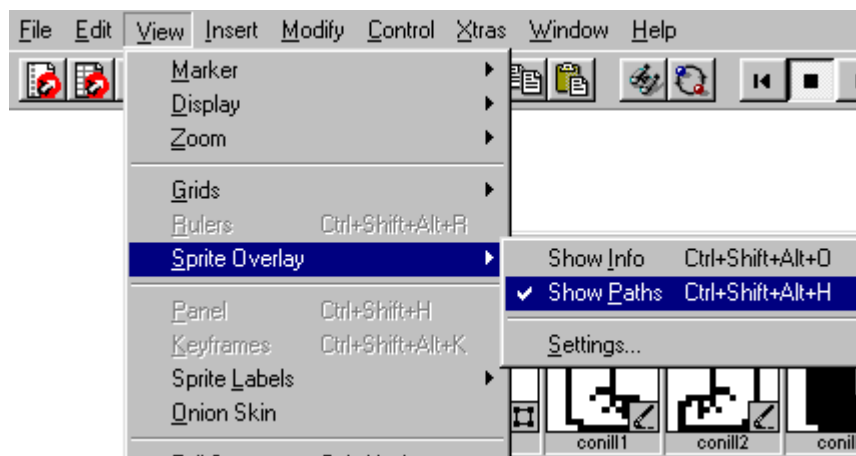 File Edit View Insert Modify Control Xtras Window Help
Marker
Display
Zoom
Grids
Rulers Ctrl+Shift+Alt+R
Sprite Overlay
Show Info Ctrl+Shift+Alt+O
Show Paths Ctrl+Shift+Alt+H
Panel Ctrl+Shift+H
Keyframes Ctrl+Shift+Alt+K
Settings...
Sprite Labels
Onion Skin
conill1 conill2 conil